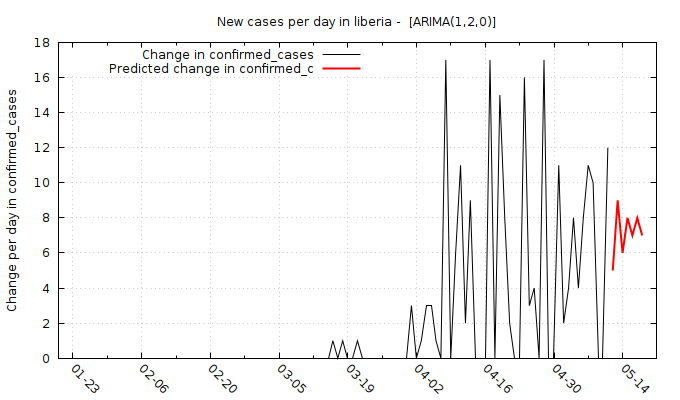 New cases per day in liberia -  [ARIMA(1,2,0)]
Change in confirmed_cases
Predicted change in confirmed_c
Change per day in confirmed_cases
18
16
14
12
10
8
6
4
2
0
01-23 02-06 02-20 03-05 03-19 04-02 04-16 04-30 05-14